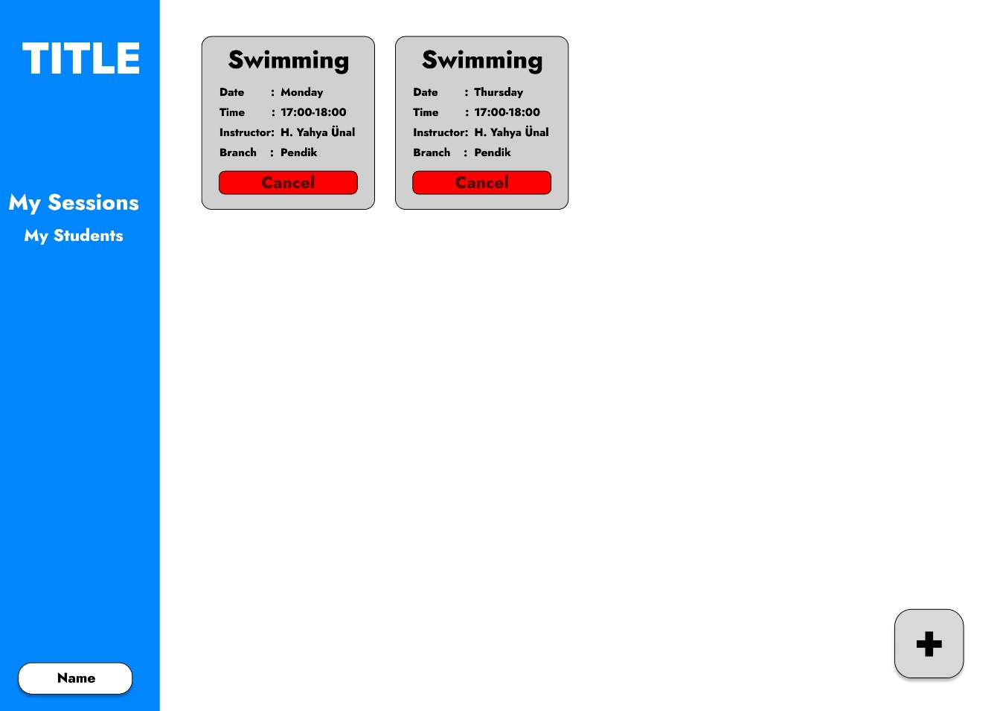 TITLE
My Sessions
My Students
Name
Swimming
Date : Monday
Time : 17:00-18:00
Instructor: H. Yahya Ünal
Branch : Pendik
Cancel
Swimming
Date : Thursday
Time : 17:00-18:00
Instructor: H. Yahya Ünal
Branch : Pendik
Cancel
+